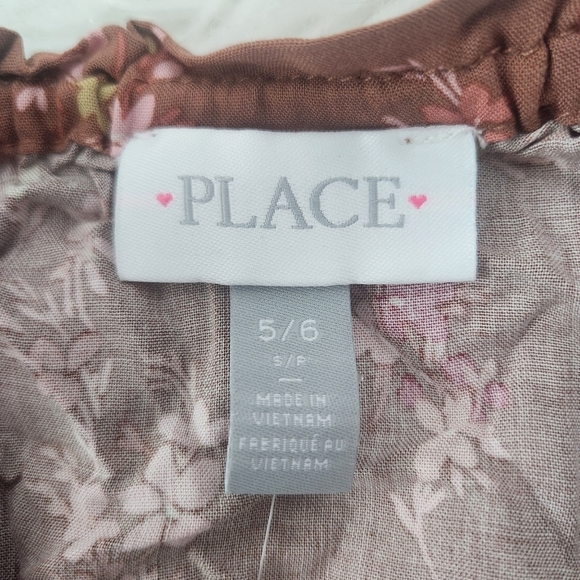 PLACE
5/6
S/P
MADE IN
VIETNAM
FABRIQUÉ AU
VIETNAM